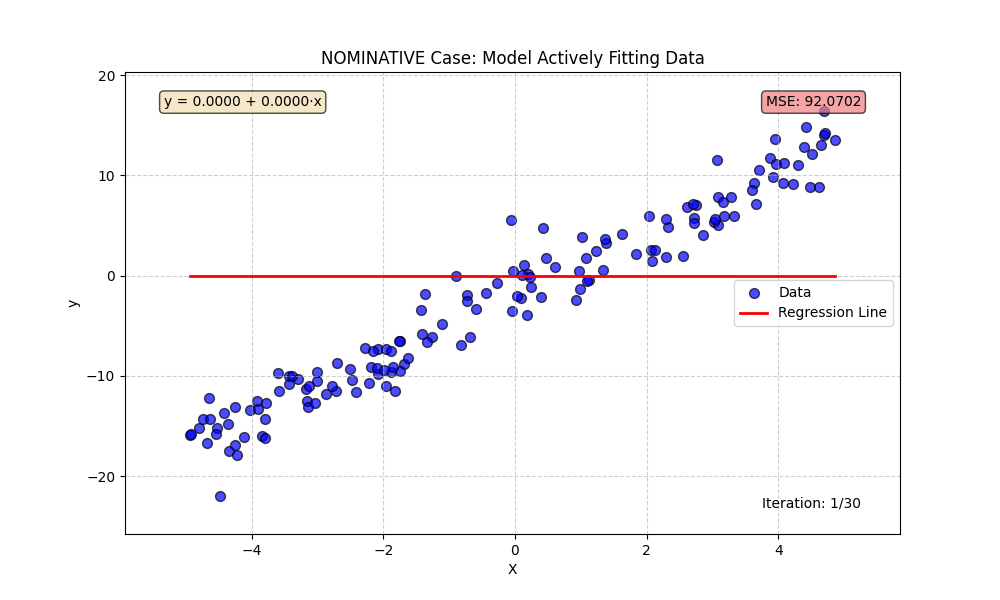 NOMINATIVE Case: Model Actively Fitting Data
y = 0.0000 + 0.0000·x
MSE: 92.0702
20
10
0
−10
−20
y
Data
Regression Line
Iteration: 1/30
−4
−2
0
2
4
X